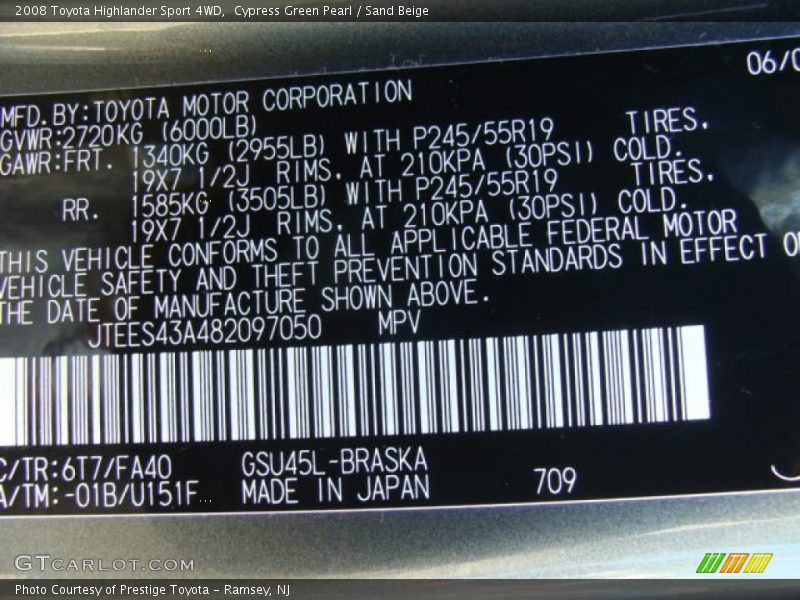 2008 Toyota Highlander Sport 4WD,  Cypress Green Pearl / Sand Beige
06/0
MFD.BY:TOYOTA MOTOR CORPORATION
GVWR:2720KG (6000LB)
GAWR:FRT. 1340KG (2955LB) WITH P245/55R19 TIRES,
19X7 1/2J RIMS, AT 210KPA (30PSI) COLD.
RR. 1585KG (3505LB) WITH P245/55R19 TIRES,
19X7 1/2J RIMS, AT 210KPA (30PSI) COLD.
THIS VEHICLE CONFORMS TO ALL APPLICABLE FEDERAL MOTOR
VEHICLE SAFETY AND THEFT PREVENTION STANDARDS IN EFFECT
THE DATE OF MANUFACTURE SHOWN ABOVE.
JTEES43A482097050 MPV
C/TR:6T7/FA40 GSU45L-BRASKA
A/TM:-01B/U151F MADE IN JAPAN 709
GTCARLOT.COM
Photo Courtesy of Prestige Toyota - Ramsey, NJ